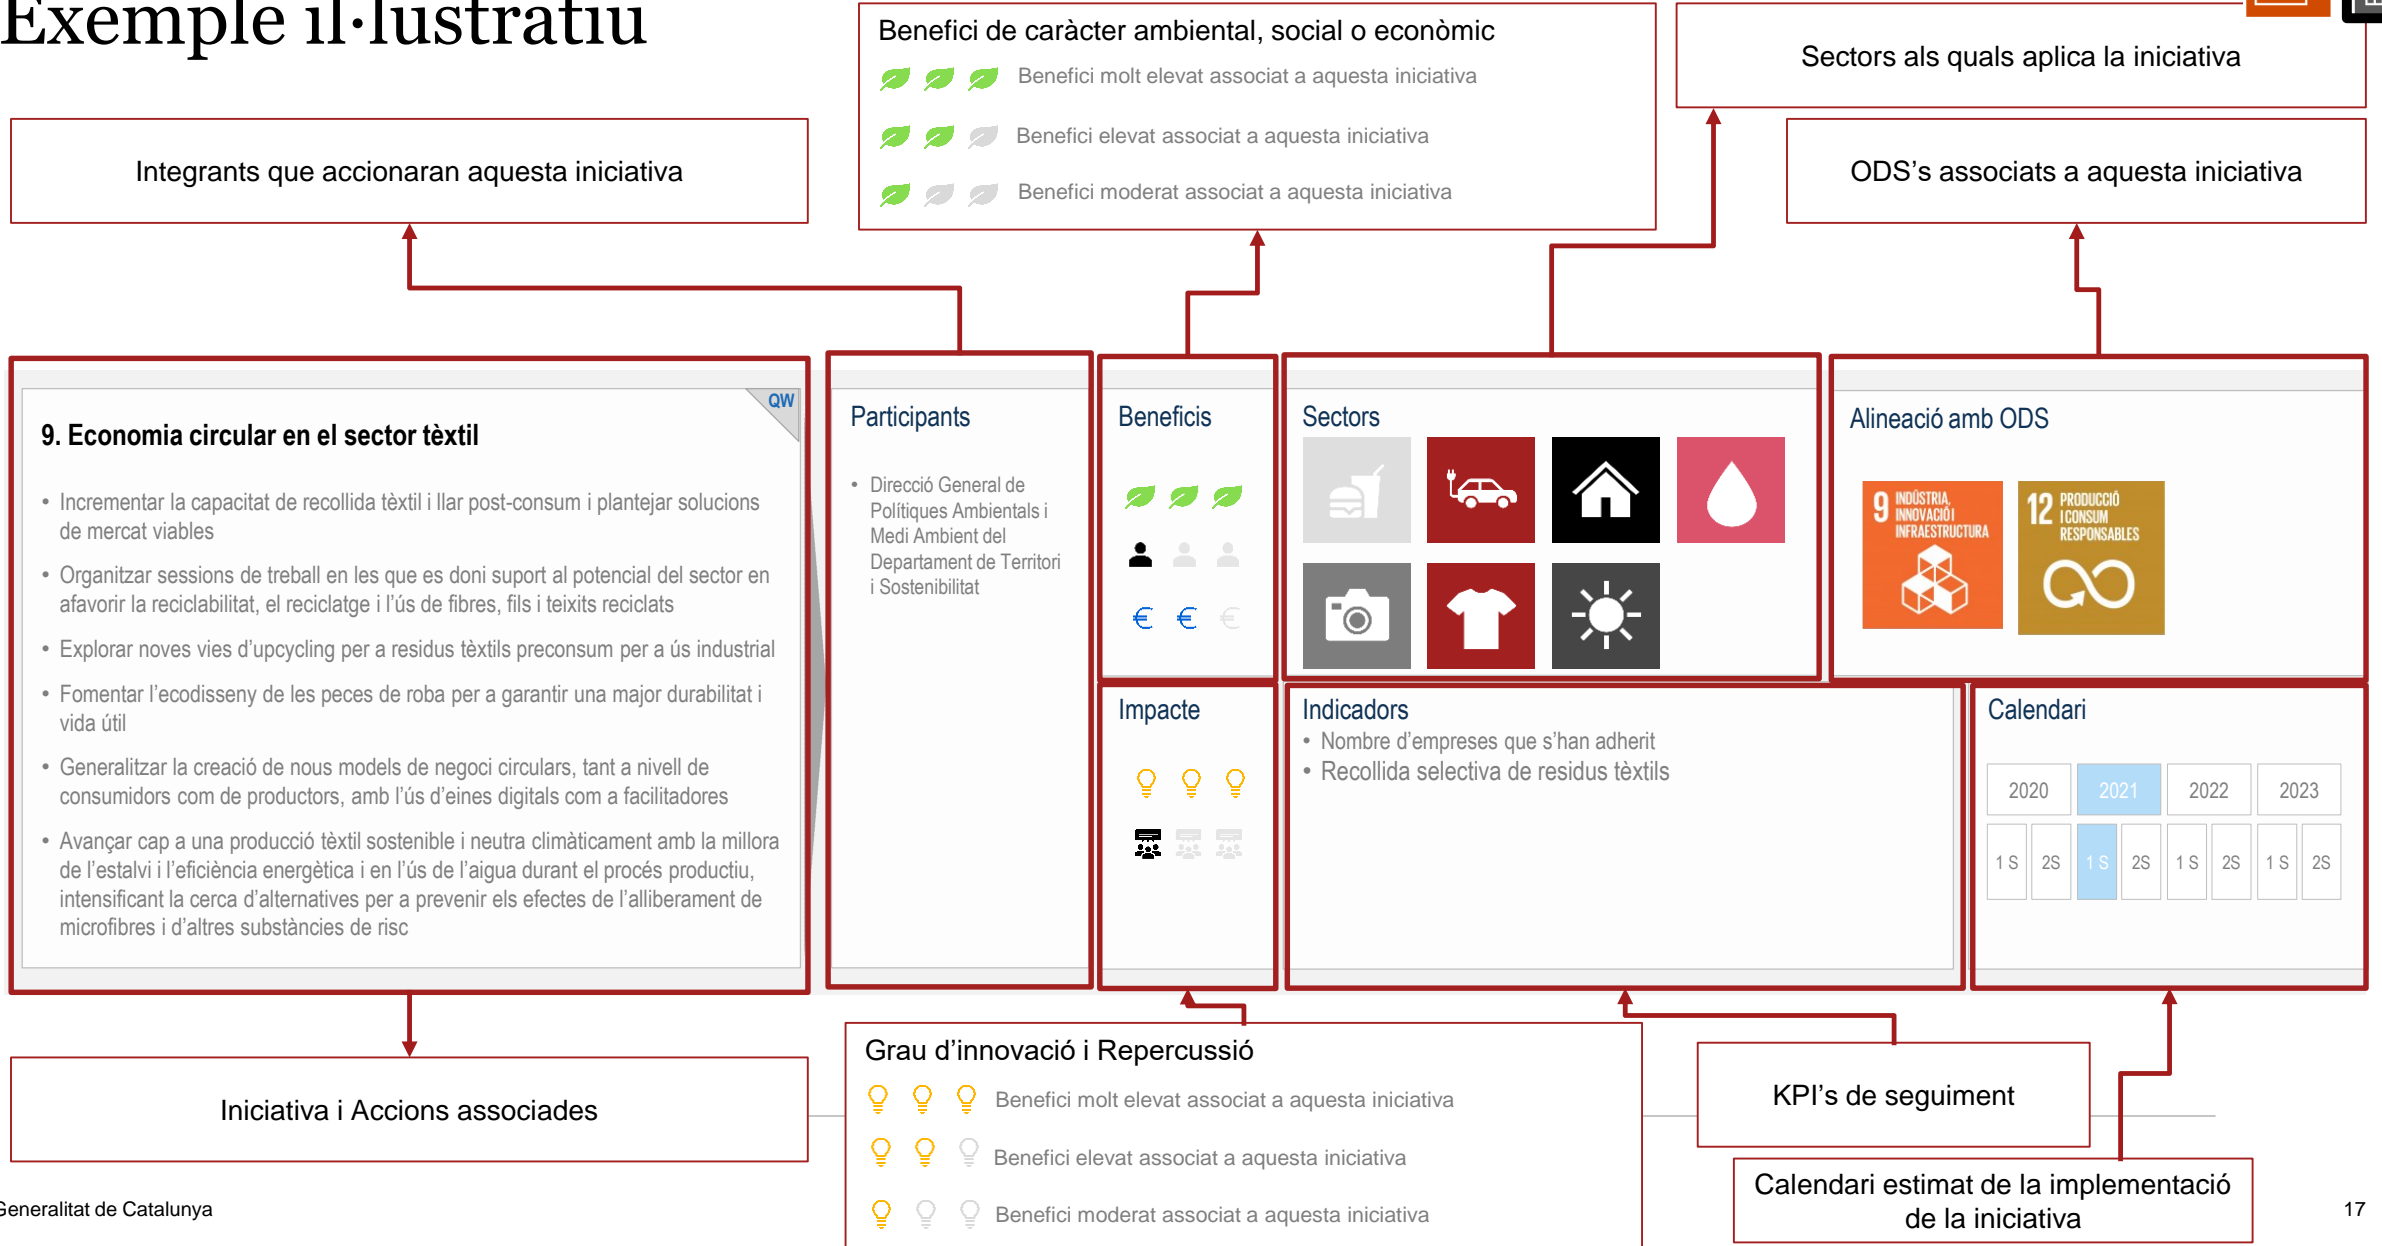 Exemple il·lustratiu
Benefici de caràcter ambiental, social o econòmic
Benefici molt elevat associat a aquesta iniciativa
Benefici elevat associat a aquesta iniciativa
Benefici moderat associat a aquesta iniciativa
Sectors als quals aplica la iniciativa
Integrants que accionaran aquesta iniciativa
ODS's associats a aquesta iniciativa
QW
9. Economia circular en el sector tèxtil
• Incrementar la capacitat de recollida tèxtil i llar post-consum i plantejar solucions
de mercat viables
• Organitzar sessions de treball en les que es doni suport al potencial del sector en
afavorir la reciclabilitat, el reciclatge i l'ús de fibres, fils i teixits reciclats
• Explorar noves vies d'upcycling per a residus tèxtils preconsum per a ús industrial
• Fomentar l'ecodisseny de les peces de roba per a garantir una major durabilitat i
vida útil
• Generalitzar la creació de nous models de negoci circulars, tant a nivell de
consumidors com de productors, amb l'ús d'eines digitals com a facilitadores
• Avançar cap a una producció tèxtil sostenible i neutra climàticament amb la millora
de l'estalvi i l'eficiència energètica i en l'ús de l'aigua durant el procés productiu,
intensificant la cerca d'alternatives per a prevenir els efectes de l'alliberament de
microfibres i d'altres substàncies de risc
Participants
• Direcció General de
Polítiques Ambientals i
Medi Ambient del
Departament de Territori
i Sostenibilitat
Beneficis
€ € €
Sectors
Alineació amb ODS
9 INDÚSTRIA,
INNOVACIÓ I
INFRAESTRUCTURA
12 PRODUCCIÓ
I CONSUM
RESPONSABLES
Impacte
Indicadors
• Nombre d'empreses que s'han adherit
• Recollida selectiva de residus tèxtils
Calendari
2020 2021 2022 2023
1 S 2S 1 S 2S 1 S 2S 1 S 2S
Iniciativa i Accions associades
Grau d'innovació i Repercussió
Benefici molt elevat associat a aquesta iniciativa
Benefici elevat associat a aquesta iniciativa
Benefici moderat associat a aquesta iniciativa
KPI's de seguiment
Calendari estimat de la implementació
de la iniciativa
Generalitat de Catalunya
17